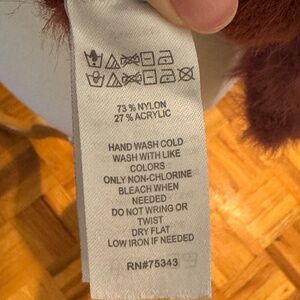 73 % NYLON
27 % ACRYLIC
HAND WASH COLD
WASH WITH LIKE
COLORS
ONLY NON-CHLORINE
BLEACH WHEN
NEEDED
DO NOT WRING OR
TWIST
DRY FLAT
LOW IRON IF NEEDED
RN#75343